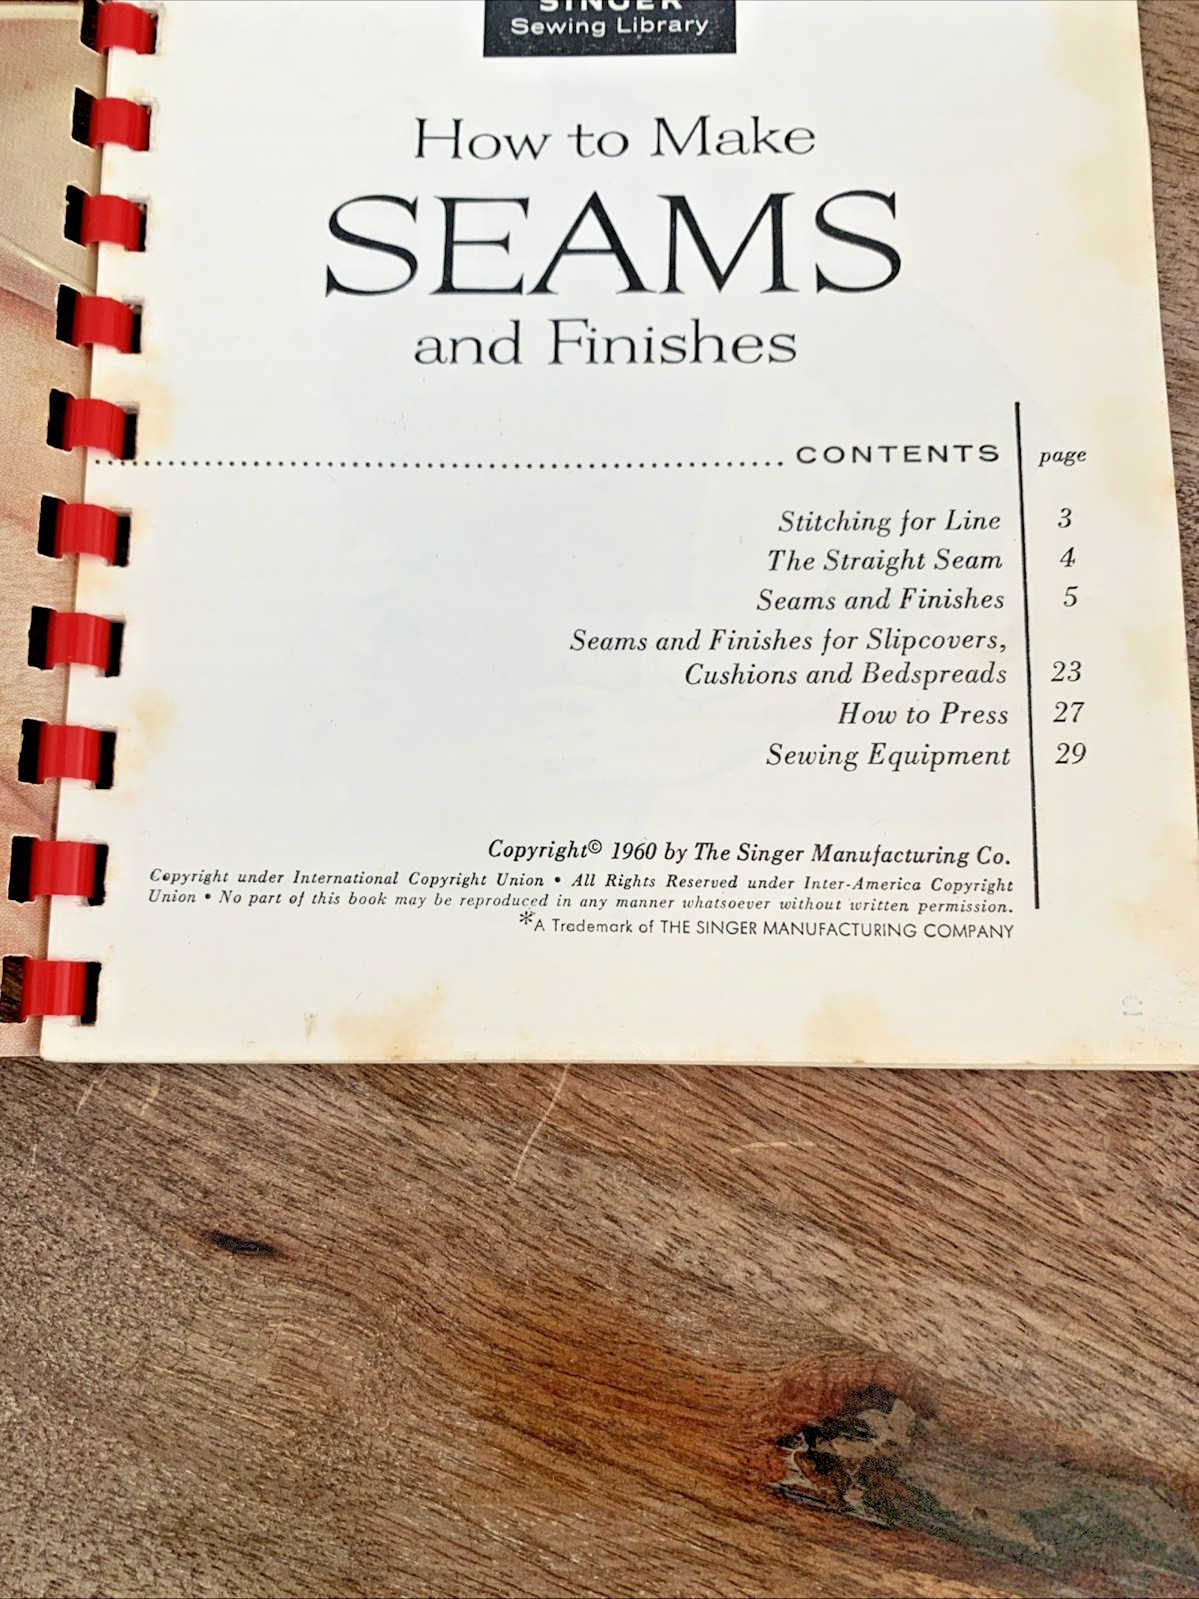 SINGER
Sewing Library
How to Make
SEAMS
and Finishes
CONTENTS page
Stitching for Line 3
The Straight Seam 4
Seams and Finishes 5
Seams and Finishes for Slipcovers,
Cushions and Bedspreads 23
How to Press 27
Sewing Equipment 29
Copyright© 1960 by The Singer Manufacturing Co.
Copyright under International Copyright Union • All Rights Reserved under Inter-America Copyright
Union • No part of this book may be reproduced in any manner whatsoever without written permission.
*A Trademark of THE SINGER MANUFACTURING COMPANY